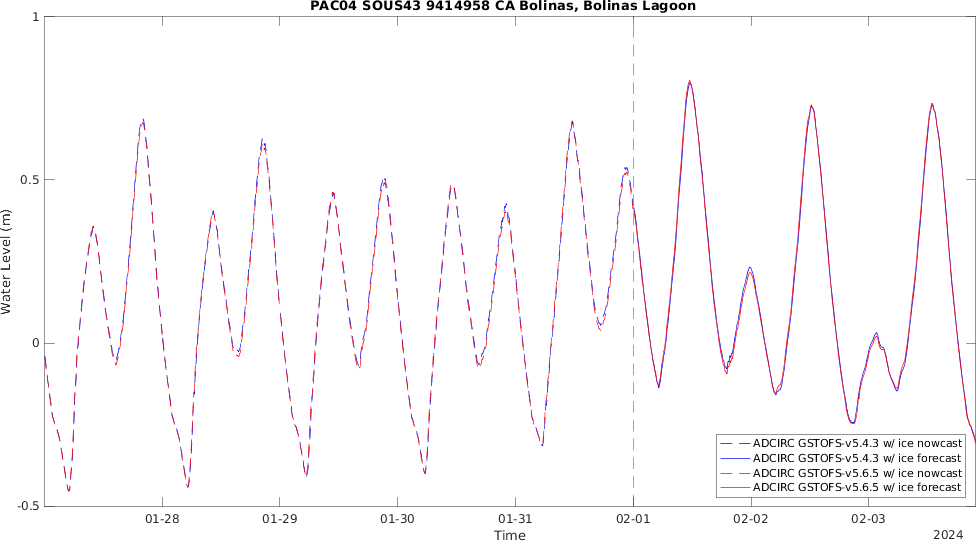 PAC04 SOUS43 9414958 CA Bolinas, Bolinas Lagoon
1
0.5
0
-0.5
Water Level (m)
01-28 01-29 01-30 01-31 02-01 02-02 02-03
Time
2024
ADCIRC GSTOFS-v5.4.3 w/ ice nowcast
ADCIRC GSTOFS-v5.4.3 w/ ice forecast
ADCIRC GSTOFS-v5.6.5 w/ ice nowcast
ADCIRC GSTOFS-v5.6.5 w/ ice forecast